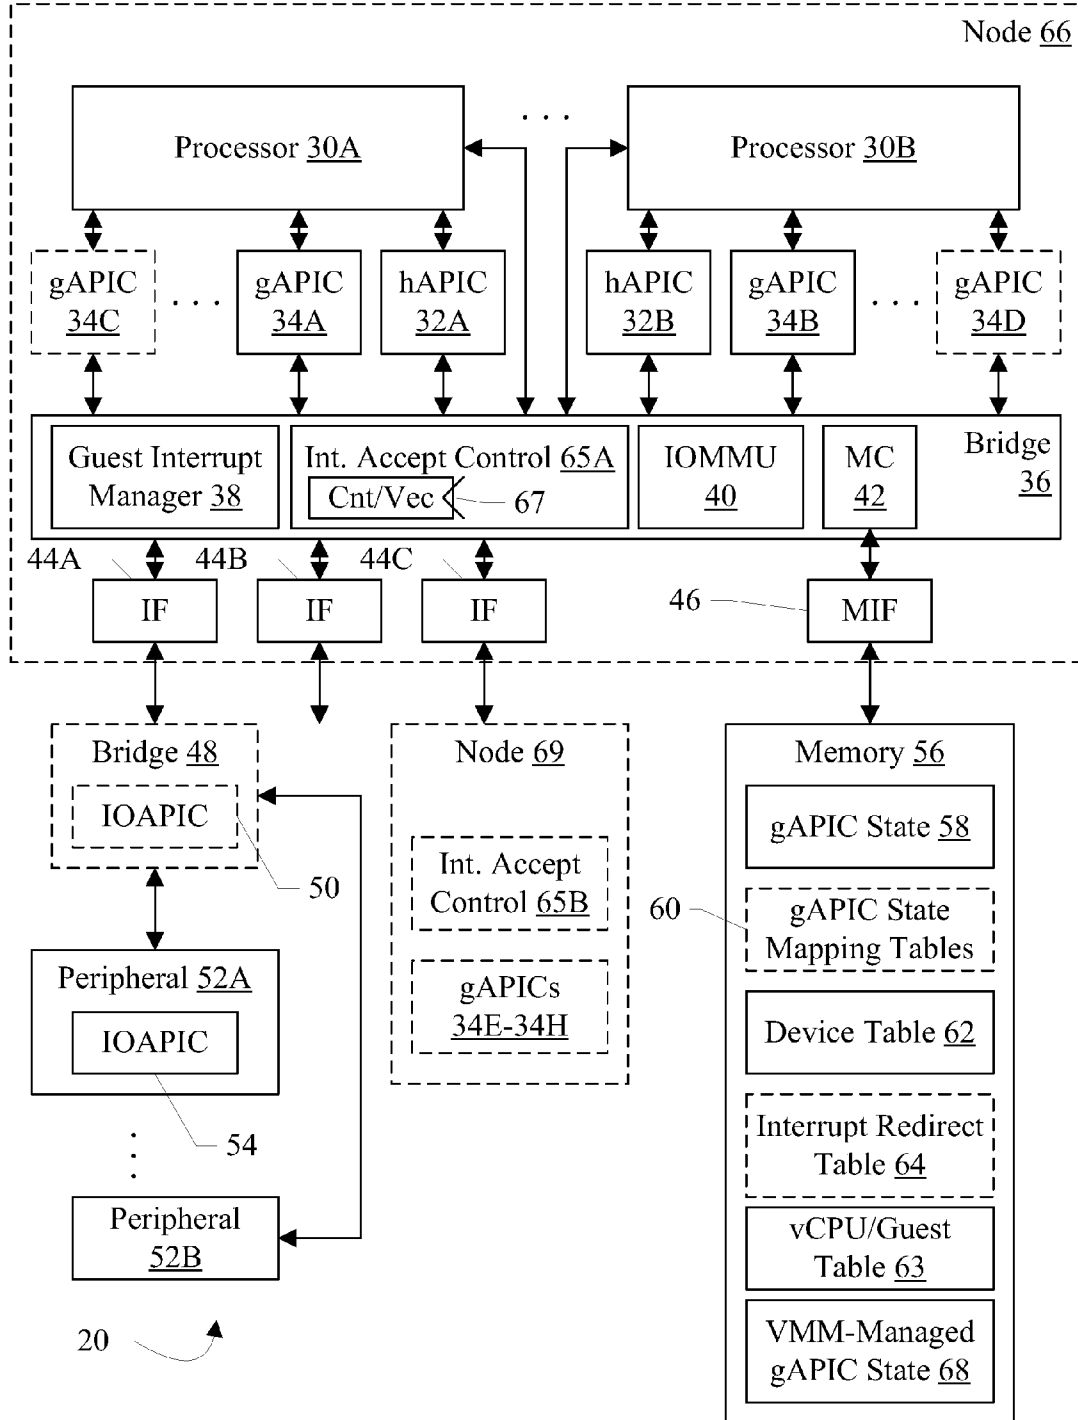 Node 66
Processor 30A
. . .
Processor 30B
gAPIC
34C
. . .
gAPIC
34A
hAPIC
32A
hAPIC
32B
gAPIC
34B
. . .
gAPIC
34D
Guest Interrupt
Manager 38
Int. Accept Control 65A
Cnt/Vec
67
IOMMU
40
MC
42
Bridge
36
44A
44B
44C
IF
IF
IF
46
MIF
Bridge 48
IOAPIC
50
Node 69
Int. Accept
Control 65B
gAPICs
34E-34H
Peripheral 52A
IOAPIC
54
Peripheral
52B
20
Memory 56
gAPIC State 58
60
gAPIC State
Mapping Tables
Device Table 62
Interrupt Redirect
Table 64
vCPU/Guest
Table 63
VMM-Managed
gAPIC State 68